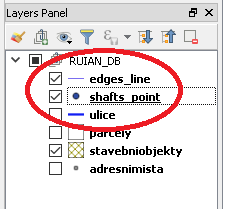 Layers Panel
RUIAN_DB
edges_line
shafts_point
ulice
parcely
stavebniobjekty
adresnimista